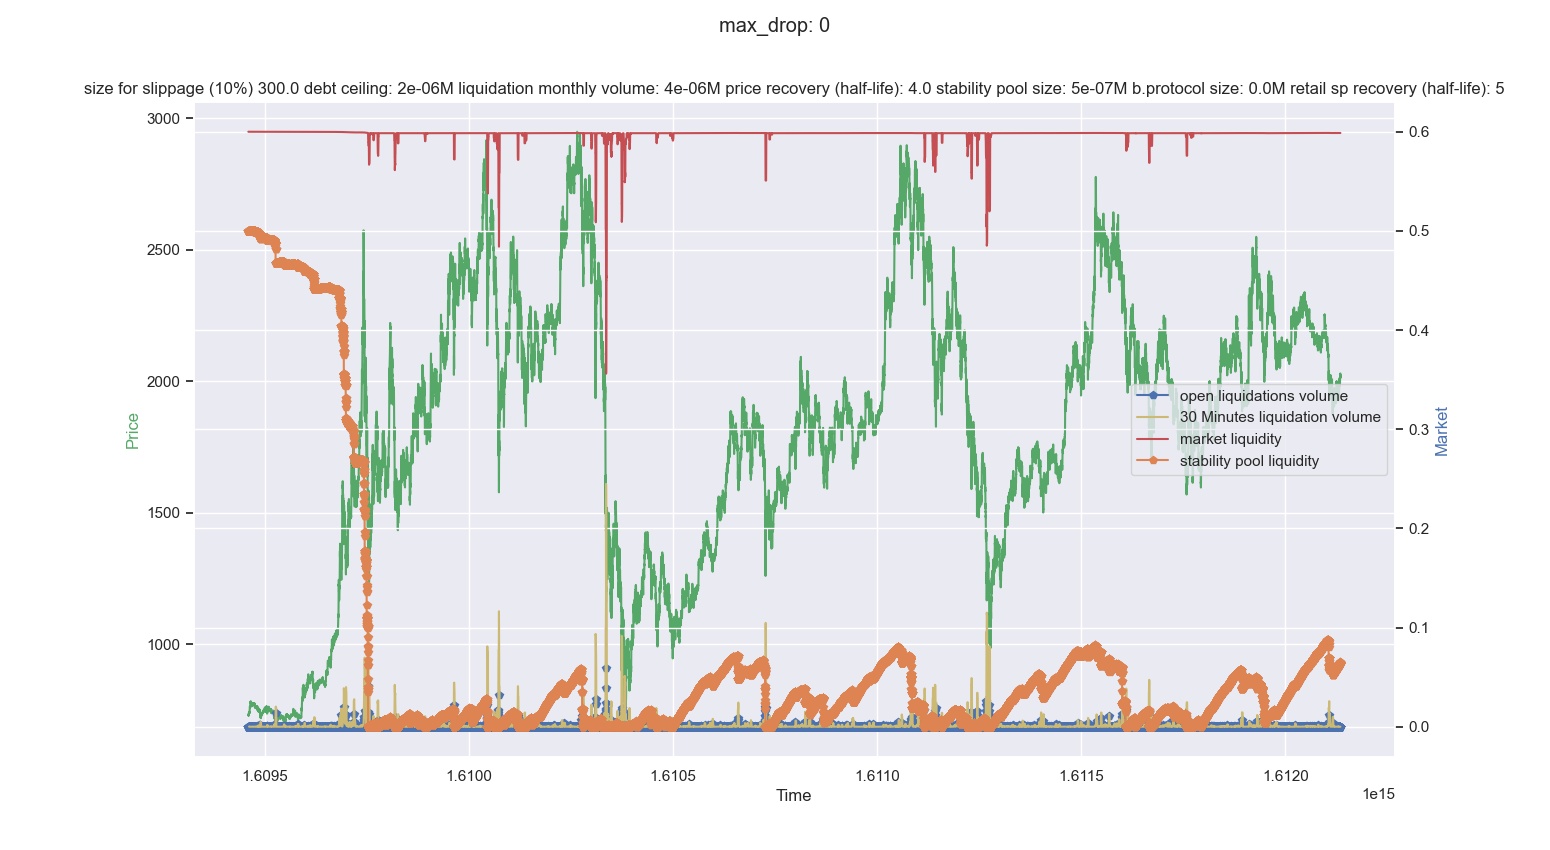 max_drop: 0
size for slippage (10%) 300.0 debt ceiling: 2e-06M liquidation monthly volume: 4e-06M price recovery (half-life): 4.0 stability pool size: 5e-07M b.protocol size: 0.0M retail sp recovery (half-life): 5
3000
2500
2000
1500
1000
Price
0.6
0.5
0.4
0.3
0.2
0.1
0.0
Market
open liquidations volume
30 Minutes liquidation volume
market liquidity
stability pool liquidity
1.6095
1.6100
1.6105
1.6110
1.6115
1.6120
Time
1e15